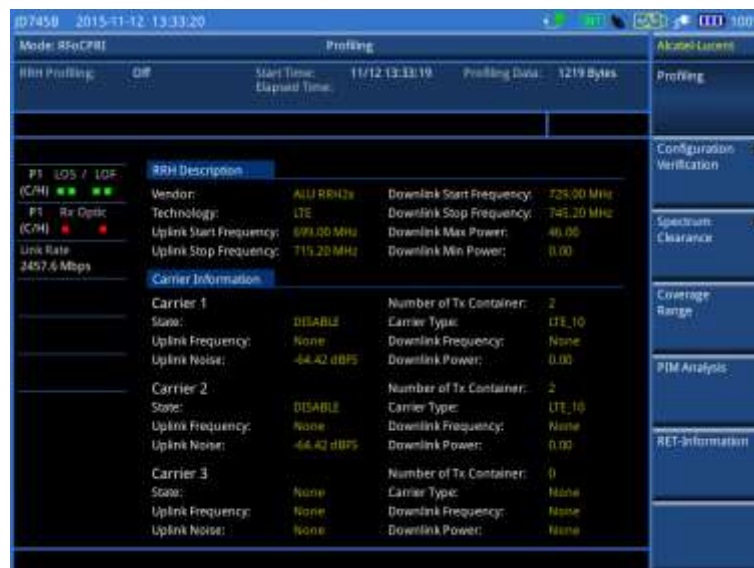 JD745B 2015-11-12 13:33:20
INT 100
Mode: RFoCPRI Profiling Alcatel-Lucent
RRH Profiling: Off Start Time: 11/12 13:33:19 Profiling Data: 1219 Bytes
Elapsed Time:
Profiling
Configuration
Verification
Spectrum
Clearance
Coverage
Range
PIM Analysis
RET-Information
P1 LOS / LOF
(C/H)
P1 Rx Optic
(C/H)
Link Rate
2457.6 Mbps
RRH Description
Vendor: ALU RRH2x Downlink Start Frequency: 729.00 MHz
Technology: LTE Downlink Stop Frequency: 745.20 MHz
Uplink Start Frequency: 699.00 MHz Downlink Max Power: 46.00
Uplink Stop Frequency: 715.20 MHz Downlink Min Power: 0.00
Carrier Information
Carrier 1 Number of Tx Container: 2
State: DISABLE Carrier Type: LTE_10
Uplink Frequency: None Downlink Frequency: None
Uplink Noise: -64.42 dBFS Downlink Power: 0.00
Carrier 2 Number of Tx Container: 2
State: DISABLE Carrier Type: LTE_10
Uplink Frequency: None Downlink Frequency: None
Uplink Noise: -64.42 dBFS Downlink Power: 0.00
Carrier 3 Number of Tx Container: 0
State: None Carrier Type: None
Uplink Frequency: None Downlink Frequency: None
Uplink Noise: None Downlink Power: None